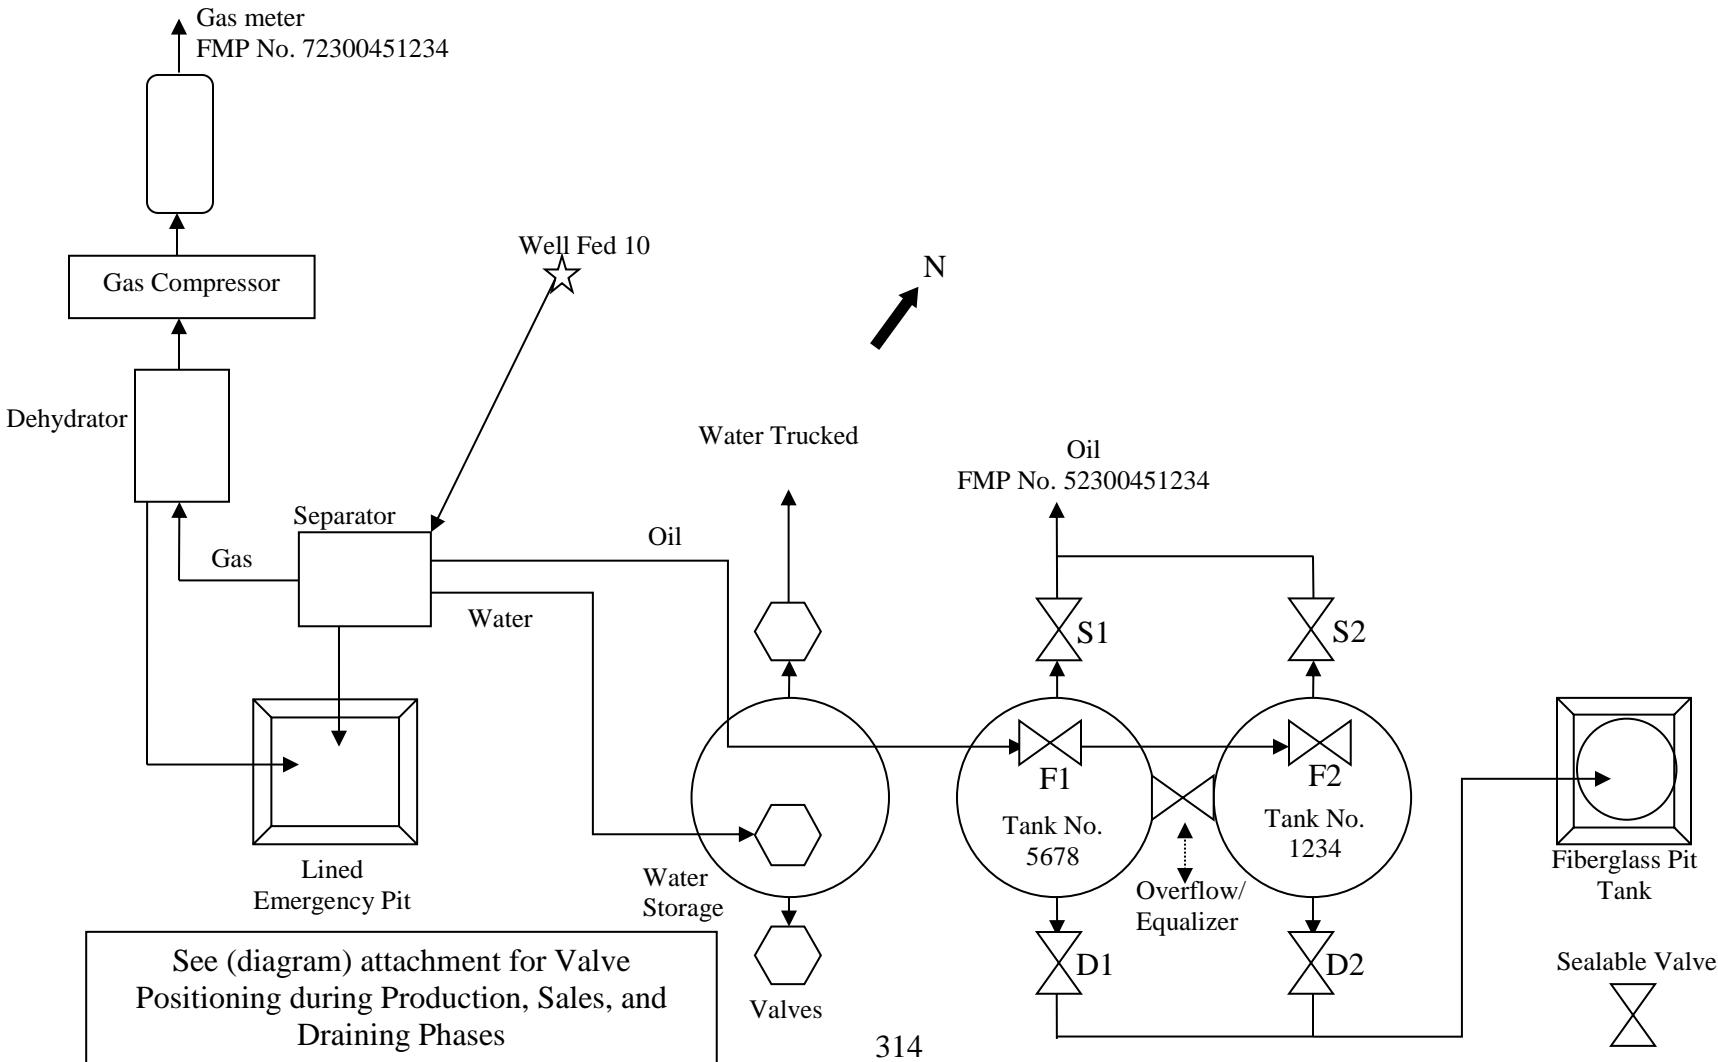 Gas meter
FMP No. 72300451234
Gas Compressor
Well Fed 10
N
Dehydrator
Water Trucked
Oil
FMP No. 52300451234
Separator
Gas
Oil
Water
S1
S2
F1
F2
Tank No.
5678
Tank No.
1234
Lined
Emergency Pit
Water
Storage
Overflow/
Equalizer
Fiberglass Pit
Tank
See (diagram) attachment for Valve
Positioning during Production, Sales, and
Draining Phases
Valves
D1
D2
Sealable Valve
314